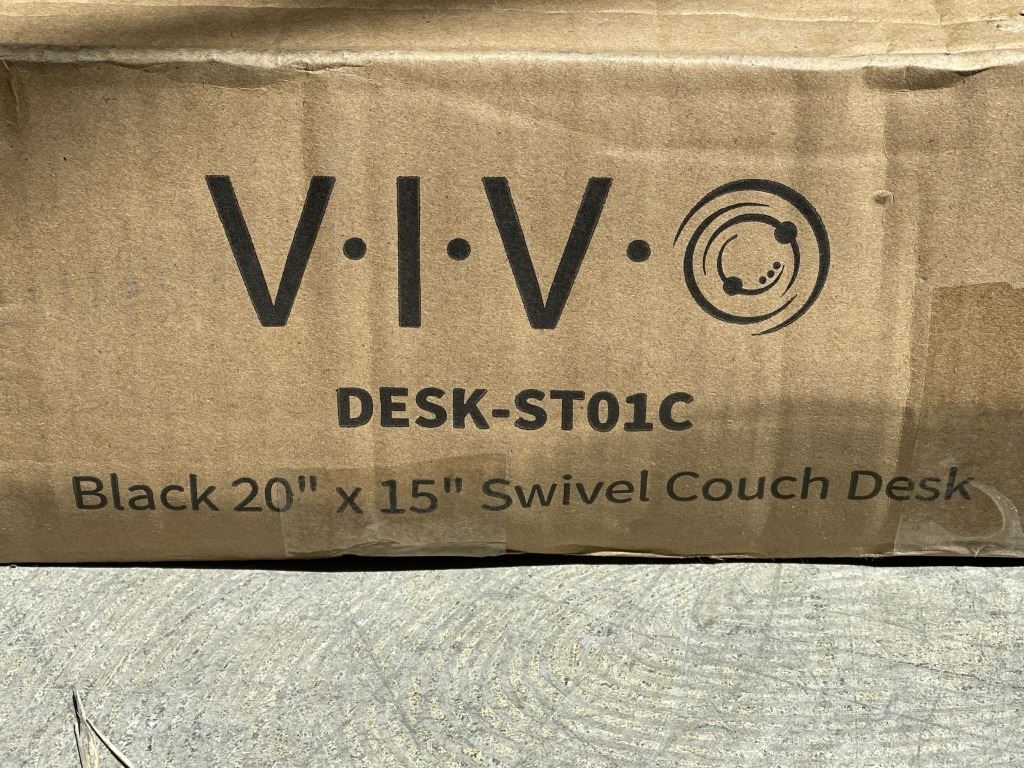 V·I·V·O
DESK-ST01C
Black 20" x 15" Swivel Couch Desk